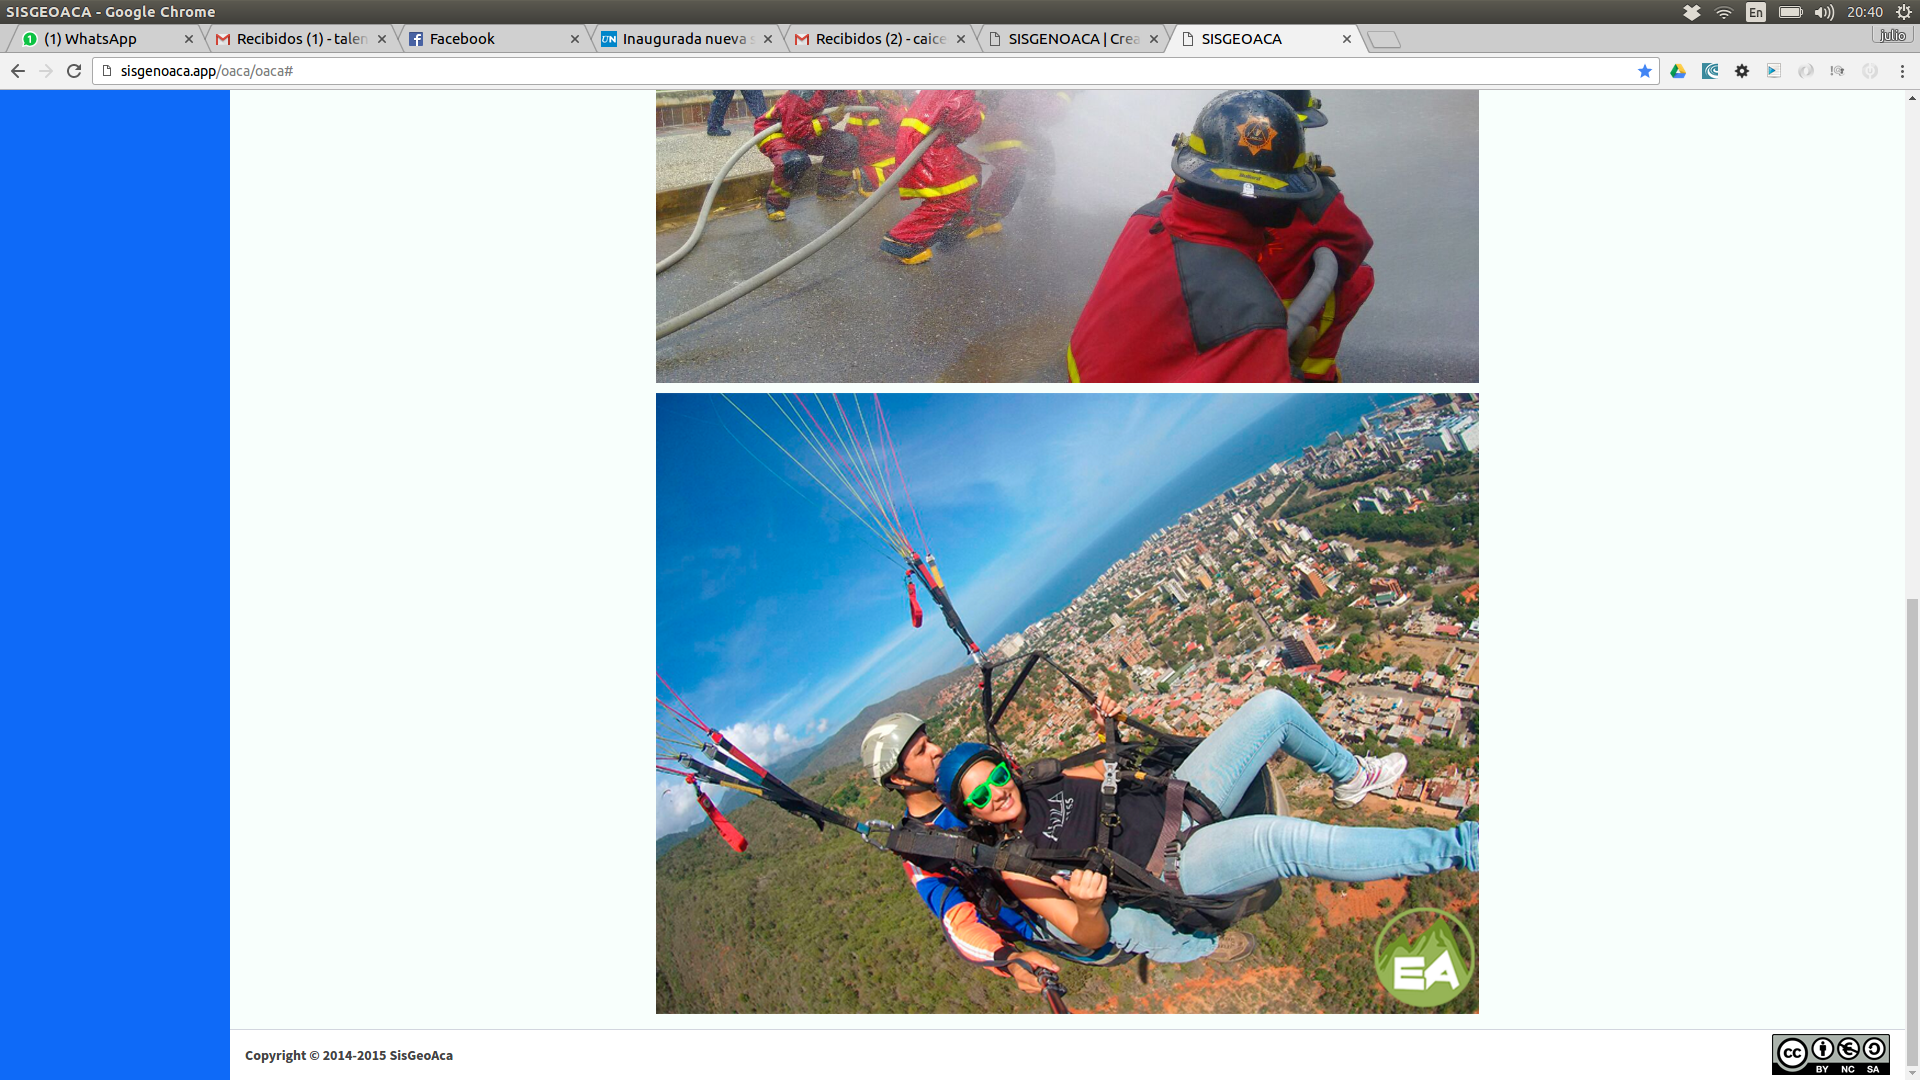 SISGEOACA - Google Chrome
En
20:40
(1) WhatsApp
Recibidos (1) - talen
Facebook
Inaugurada nueva s
Recibidos (2) - caice
SISGENOACA | Crea
SISGEOACA
julio
sisgenoaca.app/oaca/oaca#
EA
Copyright © 2014-2015 SisGeoAca
cc
BY NC SA